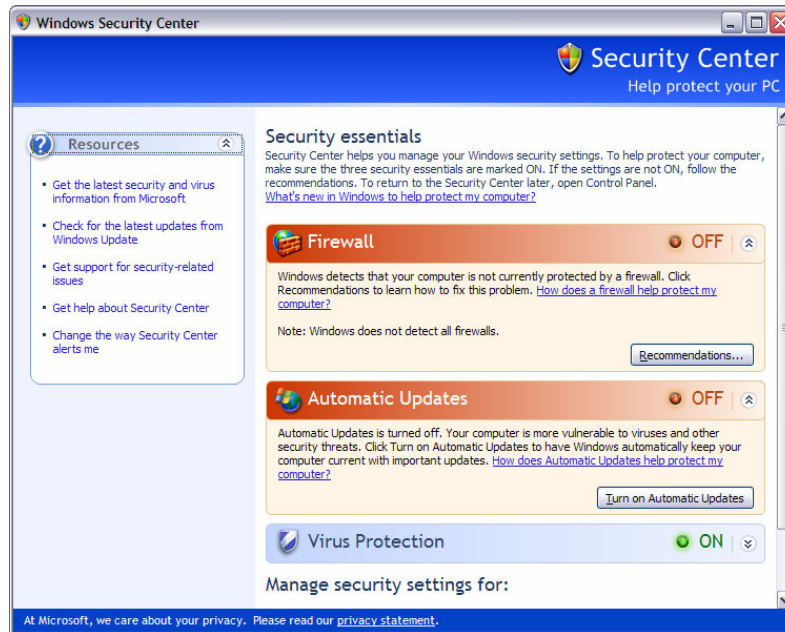 Windows Security Center
Security Center
Help protect your PC
Resources
Get the latest security and virus
information from Microsoft
Check for the latest updates from
Windows Update
Get support for security-related
issues
Get help about Security Center
Change the way Security Center
alerts me
Security essentials
Security Center helps you manage your Windows security settings. To help protect your computer,
make sure the three security essentials are marked ON. If the settings are not ON, follow the
recommendations. To return to the Security Center later, open Control Panel.
What's new in Windows to help protect my computer?
Firewall OFF
Windows detects that your computer is not currently protected by a firewall. Click
Recommendations to learn how to fix this problem. How does a firewall help protect my
computer?
Note: Windows does not detect all firewalls.
Recommendations...
Automatic Updates OFF
Automatic Updates is turned off. Your computer is more vulnerable to viruses and other
security threats. Click Turn on Automatic Updates to have Windows automatically keep your
computer current with important updates. How does Automatic Updates help protect my
computer?
Turn on Automatic Updates
Virus Protection ON
Manage security settings for:
At Microsoft, we care about your privacy. Please read our privacy statement.